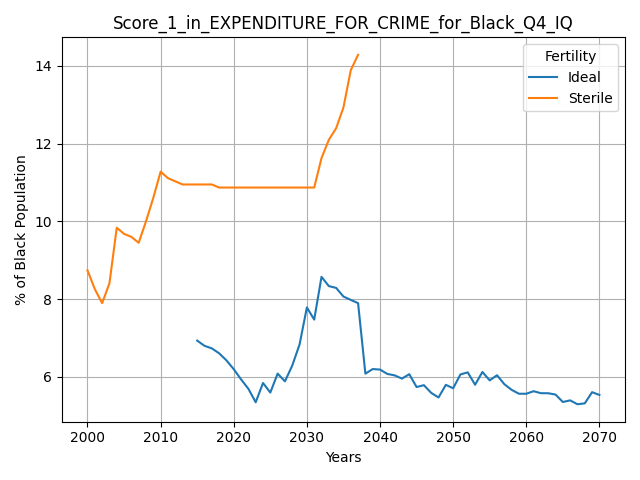 Score_1_in_EXPENDITURE_FOR_CRIME_for_Black_Q4_IQ
Fertility
Ideal
Sterile
% of Black Population
14
12
10
8
6
2000 2010 2020 2030 2040 2050 2060 2070
Years